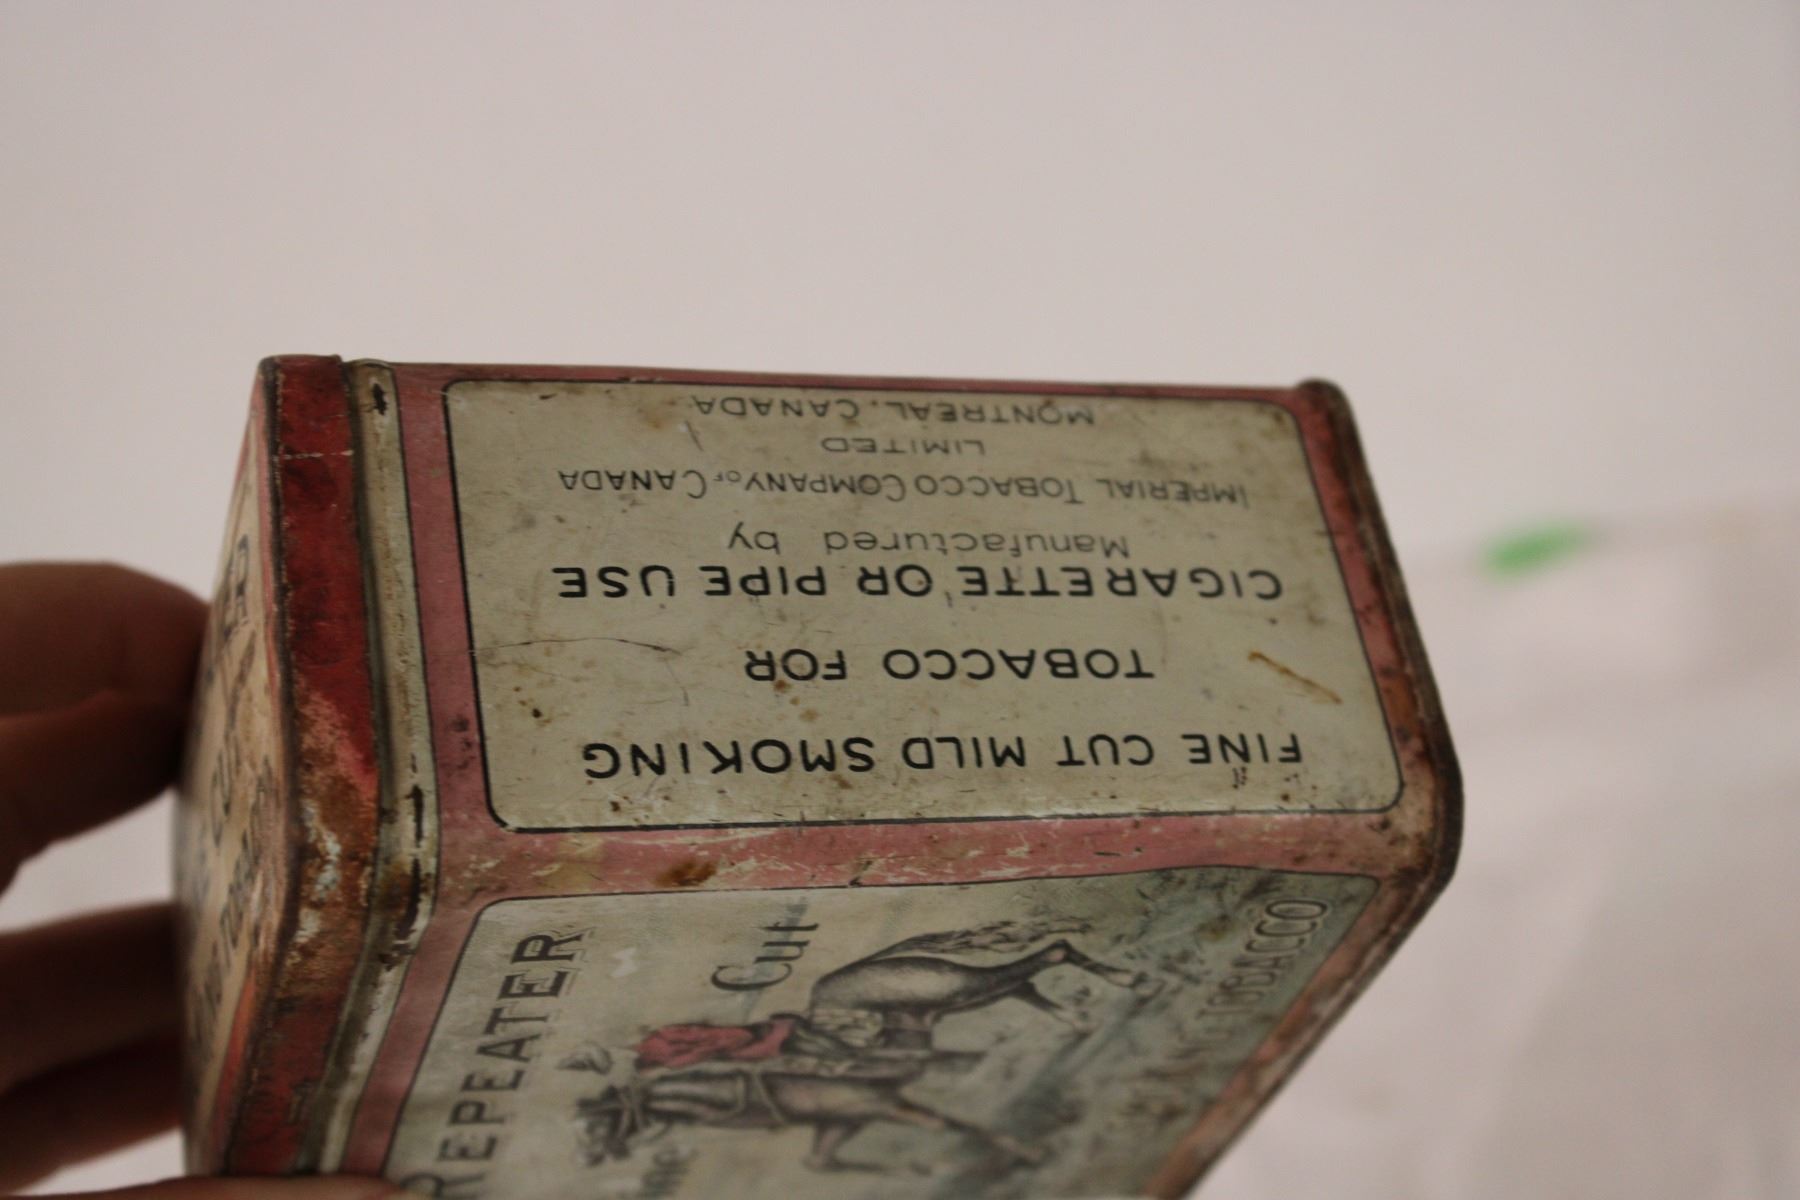 FINE CUT MILD SMOKING
TOBACCO FOR
CIGARETTE OR PIPE USE
Manufactured by
IMPERIAL TOBACCO COMPANY OF CANADA
LIMITED
MONTREAL, CANADA
REPEATER
Cut
TOBACCO